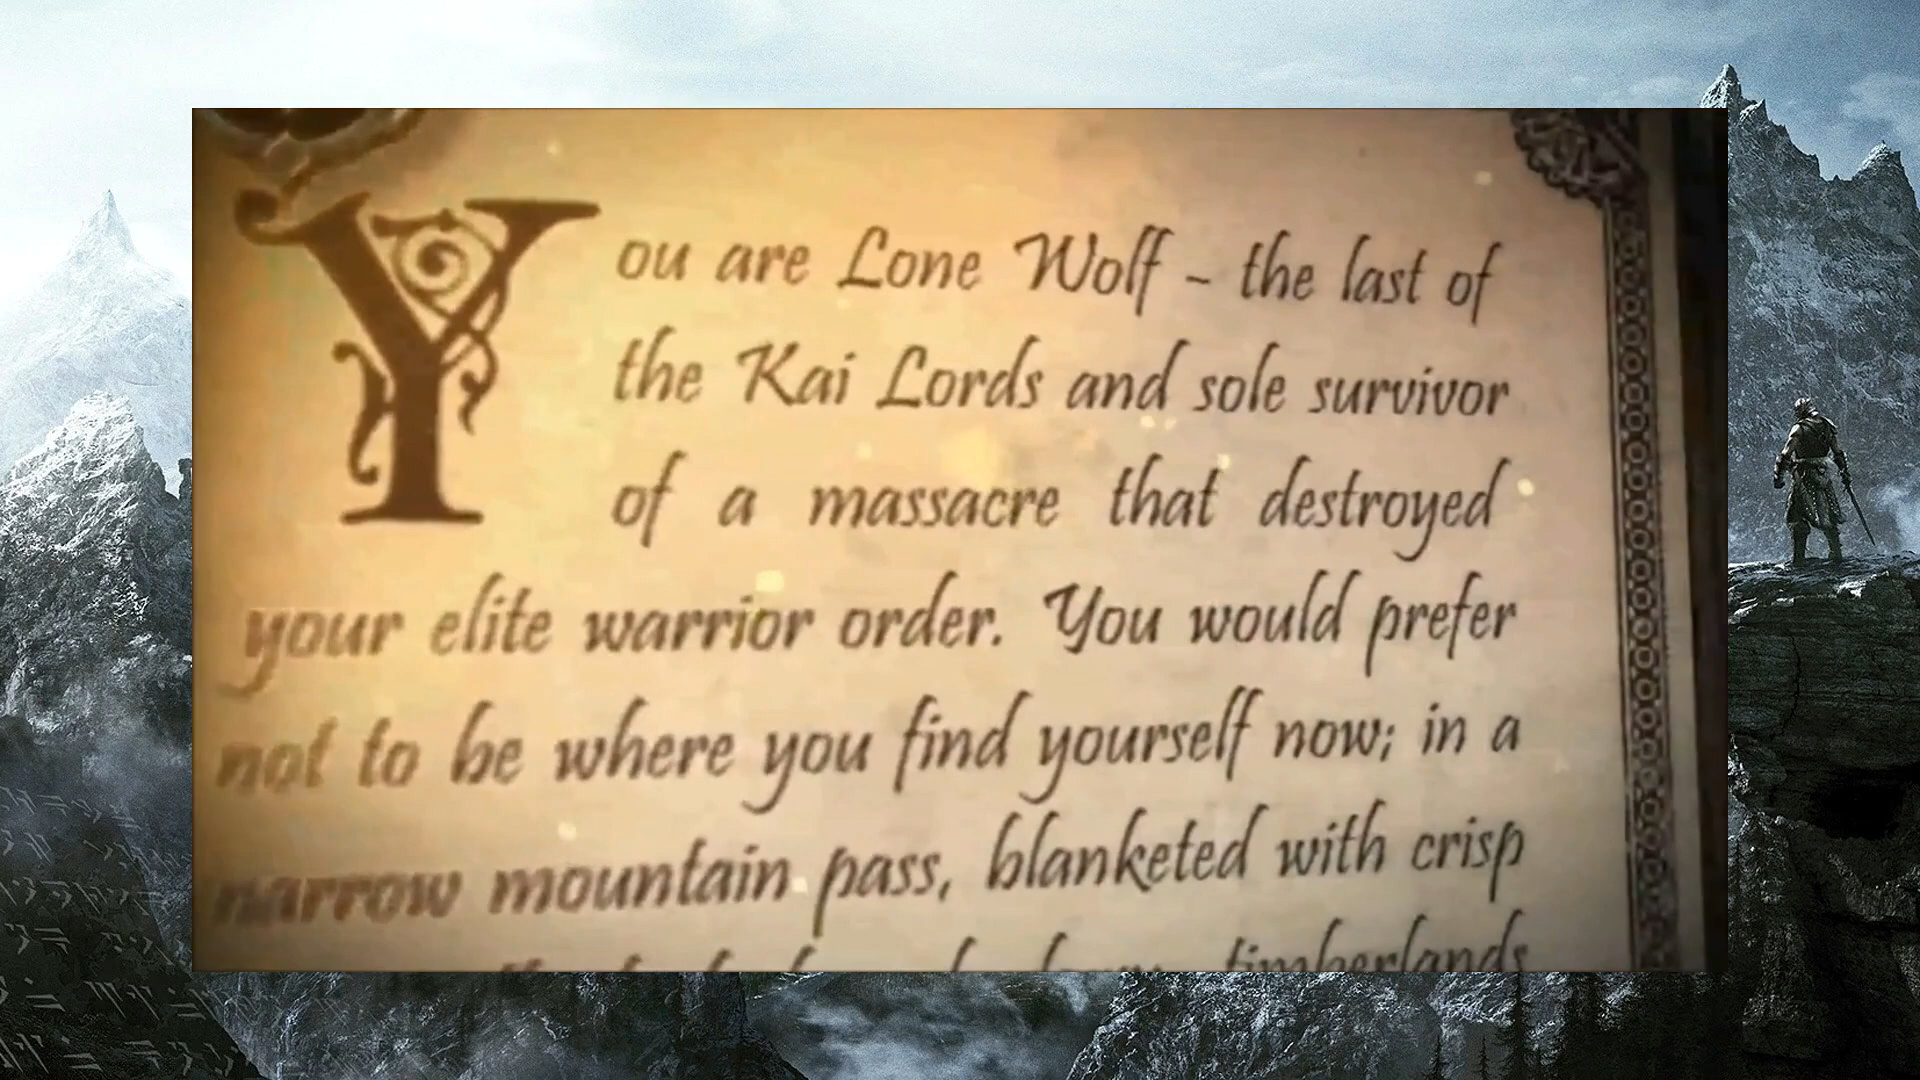 You are Lone Wolf - the last of
the Kai Lords and sole survivor
of a massacre that destroyed
your elite warrior order. You would prefer
not to be where you find yourself now; in a
narrow mountain pass, blanketed with crisp
timberlands